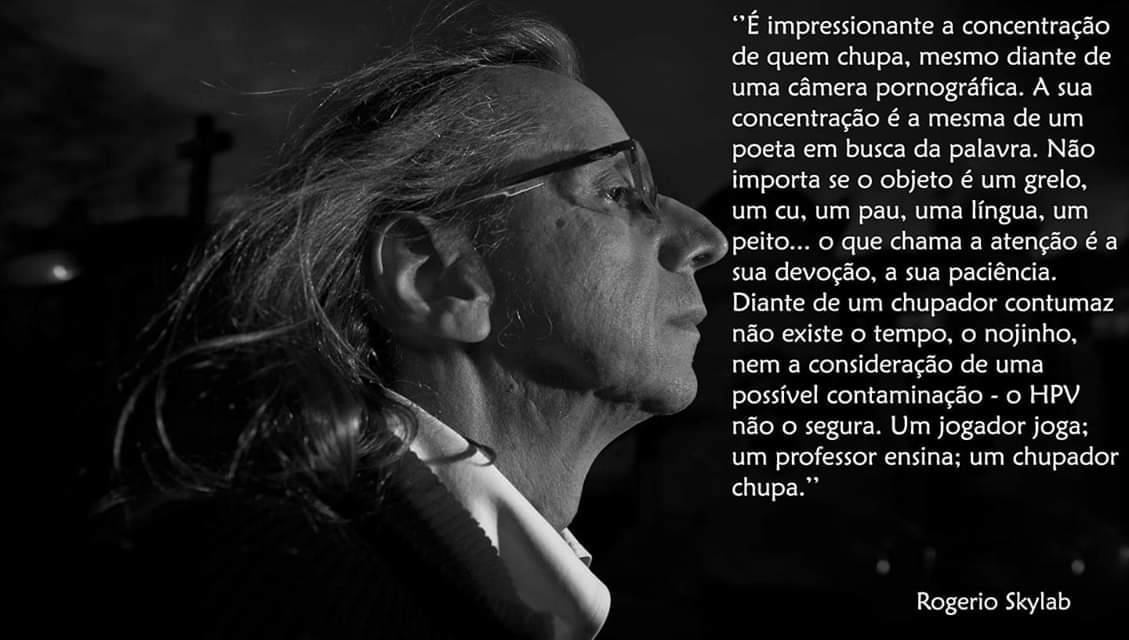 ‘’É impressionante a concentração
de quem chupa, mesmo diante de
uma câmera pornográfica. A sua
concentração é a mesma de um
poeta em busca da palavra. Não
importa se o objeto é um grelo,
um cu, um pau, uma língua, um
peito... o que chama a atenção é a
sua devoção, a sua paciência.
Diante de um chupador contumaz
não existe o tempo, o nojinho,
nem a consideração de uma
possível contaminação - o HPV
não o segura. Um jogador joga;
um professor ensina; um chupador
chupa.’’
Rogerio Skylab